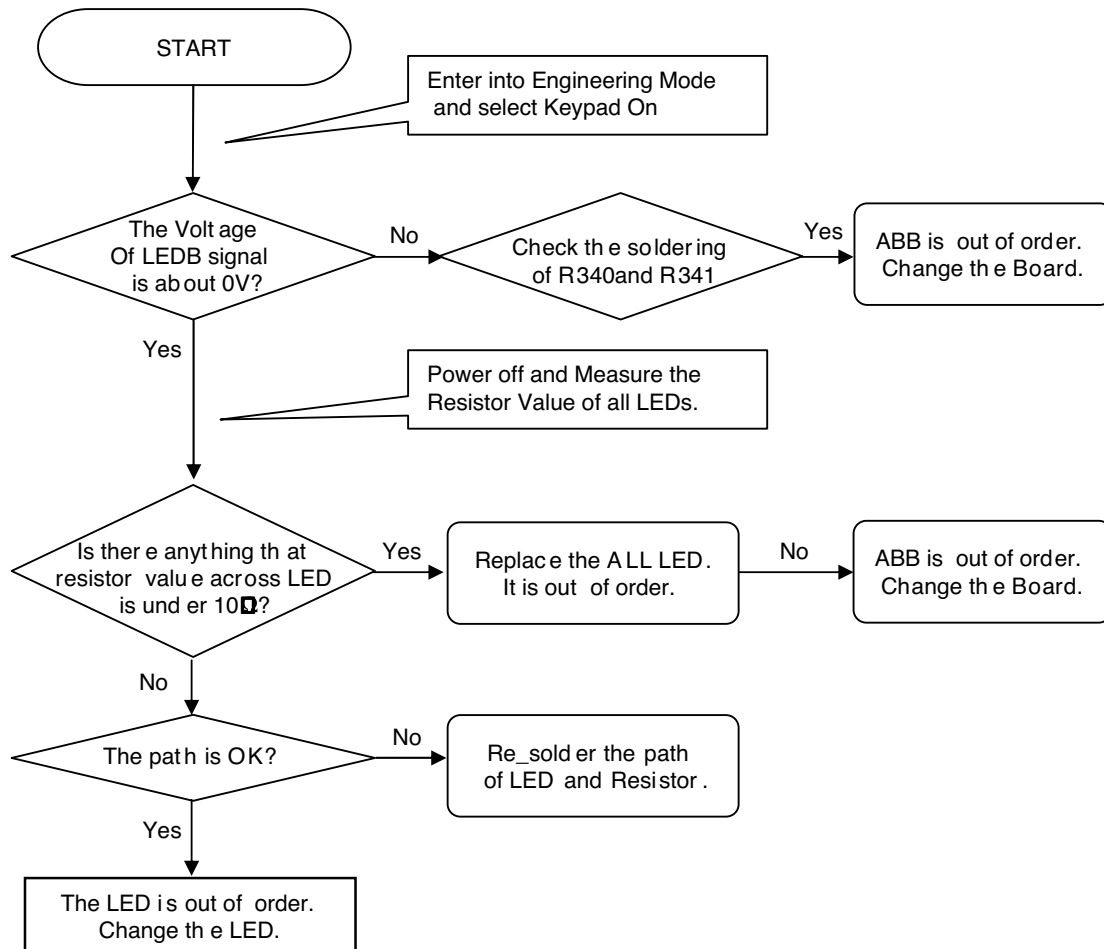 START
Enter into Engineering Mode
and select Keypad On
The Voltage
Of LEDB signal
is about 0V?
No
Check the soldering
of R340and R341
Yes
ABB is out of order.
Change the Board.
Yes
Power off and Measure the
Resistor Value of all LEDs.
Is there anything that
resistor value across LED
is under 10Ω?
Yes
Replace the ALL LED.
It is out of order.
No
ABB is out of order.
Change the Board.
No
The path is OK?
No
Re_solder the path
of LED and Resistor.
Yes
The LED is out of order.
Change the LED.